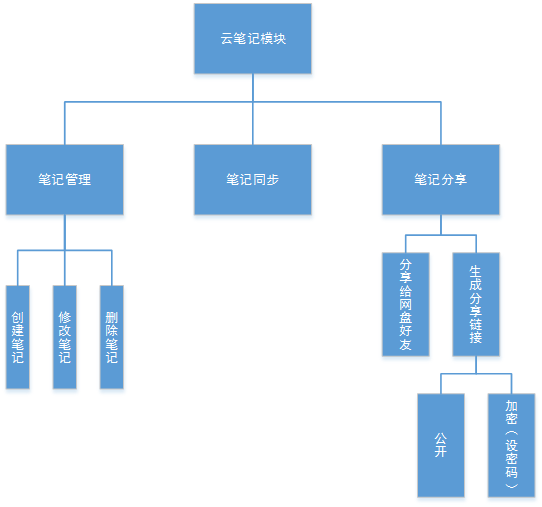 云笔记模块
笔记管理
笔记同步
笔记分享
创建笔记
修改笔记
删除笔记
分享给网盘好友
生成分享链接
公开
加密（设密码）